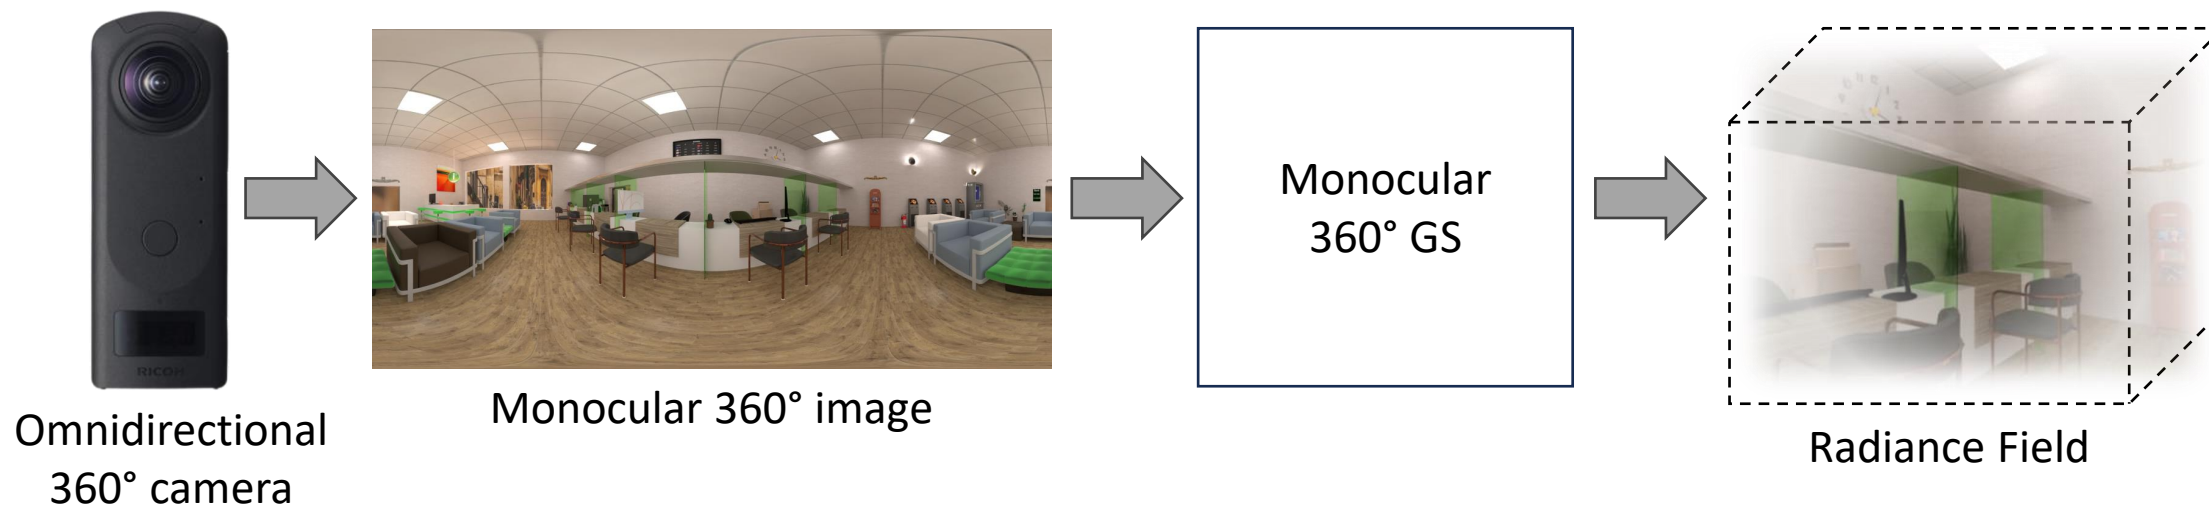 RICOH
Omnidirectional
360° camera
Monocular 360° image
Monocular
360° GS
Radiance Field